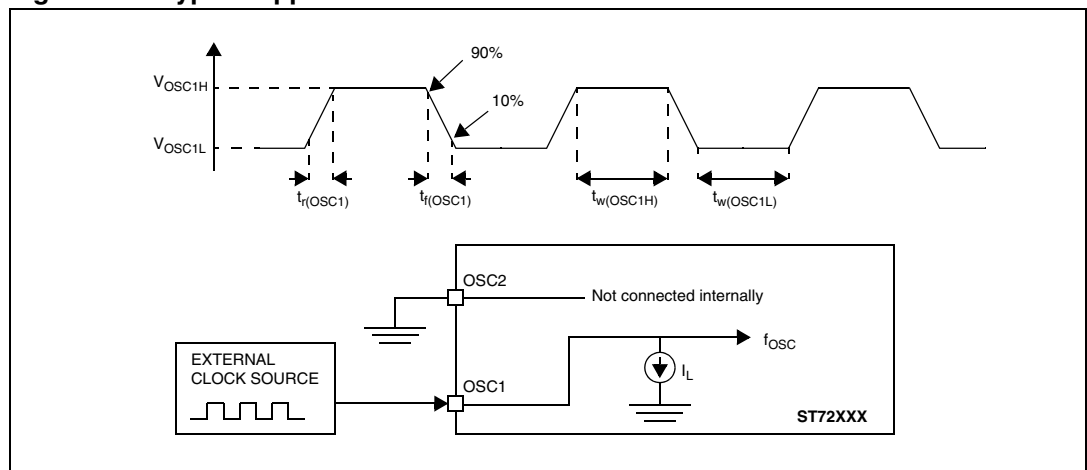 90%
VOSC1H
10%
VOSC1L
tr(OSC1)
tf(OSC1)
tw(OSC1H)
tw(OSC1L)
OSC2
Not connected internally
fOSC
EXTERNAL
CLOCK SOURCE
OSC1
IL
ST72XXX